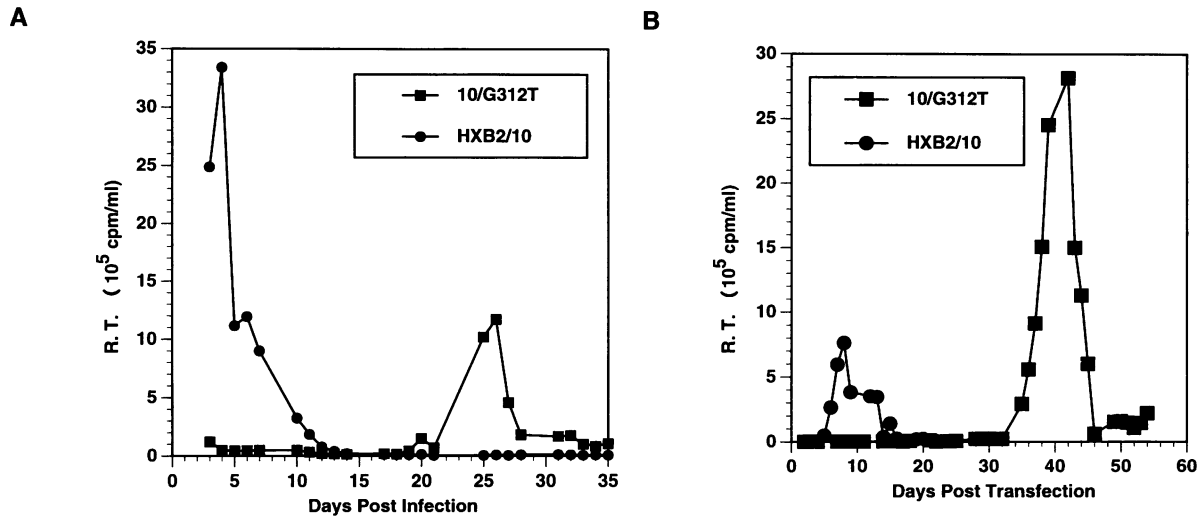 A
35
30
25
20
15
10
5
0
R. T. (10⁵ cpm/ml)
10/G312T
HXB2/10
0 5 10 15 20 25 30 35
Days Post Infection
B
30
25
20
15
10
5
0
R. T. (10⁵ cpm/ml)
10/G312T
HXB2/10
0 10 20 30 40 50 60
Days Post Transfection